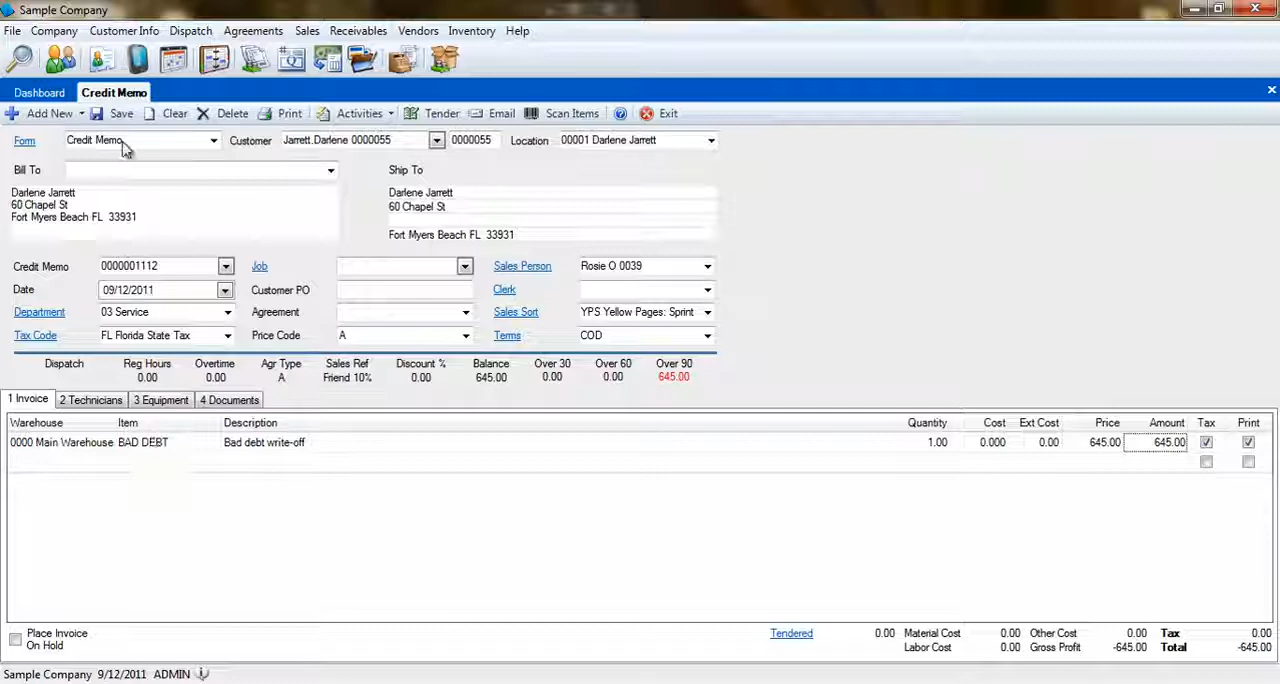 Sample Company
File Company Customer Info Dispatch Agreements Sales Receivables Vendors Inventory Help
Dashboard Credit Memo
Add New Save Clear Delete Print Activities Tender Email Scan Items Exit
Form Credit Memo Customer Jarrett.Darlene 0000055 0000055 Location 00001 Darlene Jarrett
Bill To Ship To
Darlene Jarrett Darlene Jarrett
60 Chapel St 60 Chapel St
Fort Myers Beach FL 33931
Fort Myers Beach FL 33931
Credit Memo 0000001112 Job Sales Person Rosie O 0039
Date 09/12/2011 Customer PO Clerk
Department 03 Service Agreement Sales Sort YPS Yellow Pages: Sprint
Tax Code FL Florida State Tax Price Code A Terms COD
Dispatch Reg Hours Overtime Agr Type Sales Ref Discount % Balance Over 30 Over 60 Over 90
0.00 0.00 A Friend 10% 0.00 645.00 0.00 0.00 645.00
1 Invoice 2 Technicians 3 Equipment 4 Documents
Warehouse Item Description Quantity Cost Ext Cost Price Amount Tax Print
0000 Main Warehouse BAD DEBT Bad debt write-off 1.00 0.000 0.00 645.00 645.00
Place Invoice On Hold
Tendered 0.00 Material Cost 0.00 Other Cost 0.00 Tax 0.00
Labor Cost 0.00 Gross Profit -645.00 Total -645.00
Sample Company 9/12/2011 ADMIN